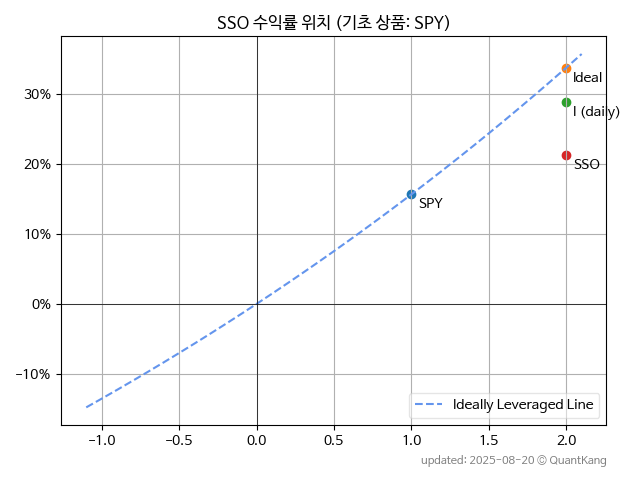 SSO 수익률 위치 (기초 상품: SPY)
30%
20%
10%
0%
−10%
Ideal
I (daily)
SSO
SPY
Ideally Leveraged Line
−1.0 −0.5 0.0 0.5 1.0 1.5 2.0
updated: 2025-08-20 © QuantKang